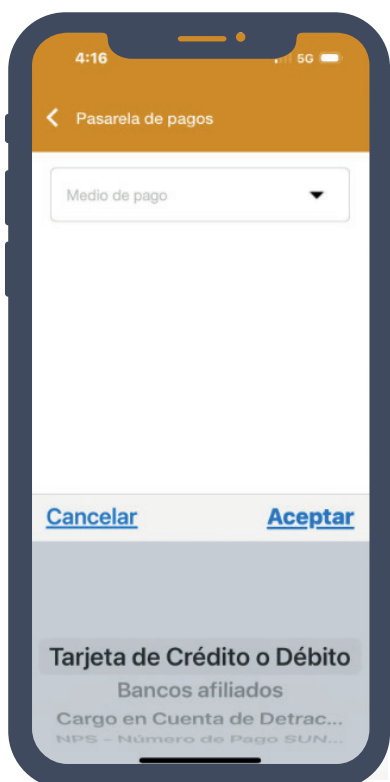 4:16 5G
Pasarela de pagos
Medio de pago
Cancelar Aceptar
Tarjeta de Crédito o Débito
Bancos afiliados
Cargo en Cuenta de Detrac...
NPS - Número de Pago SUN...